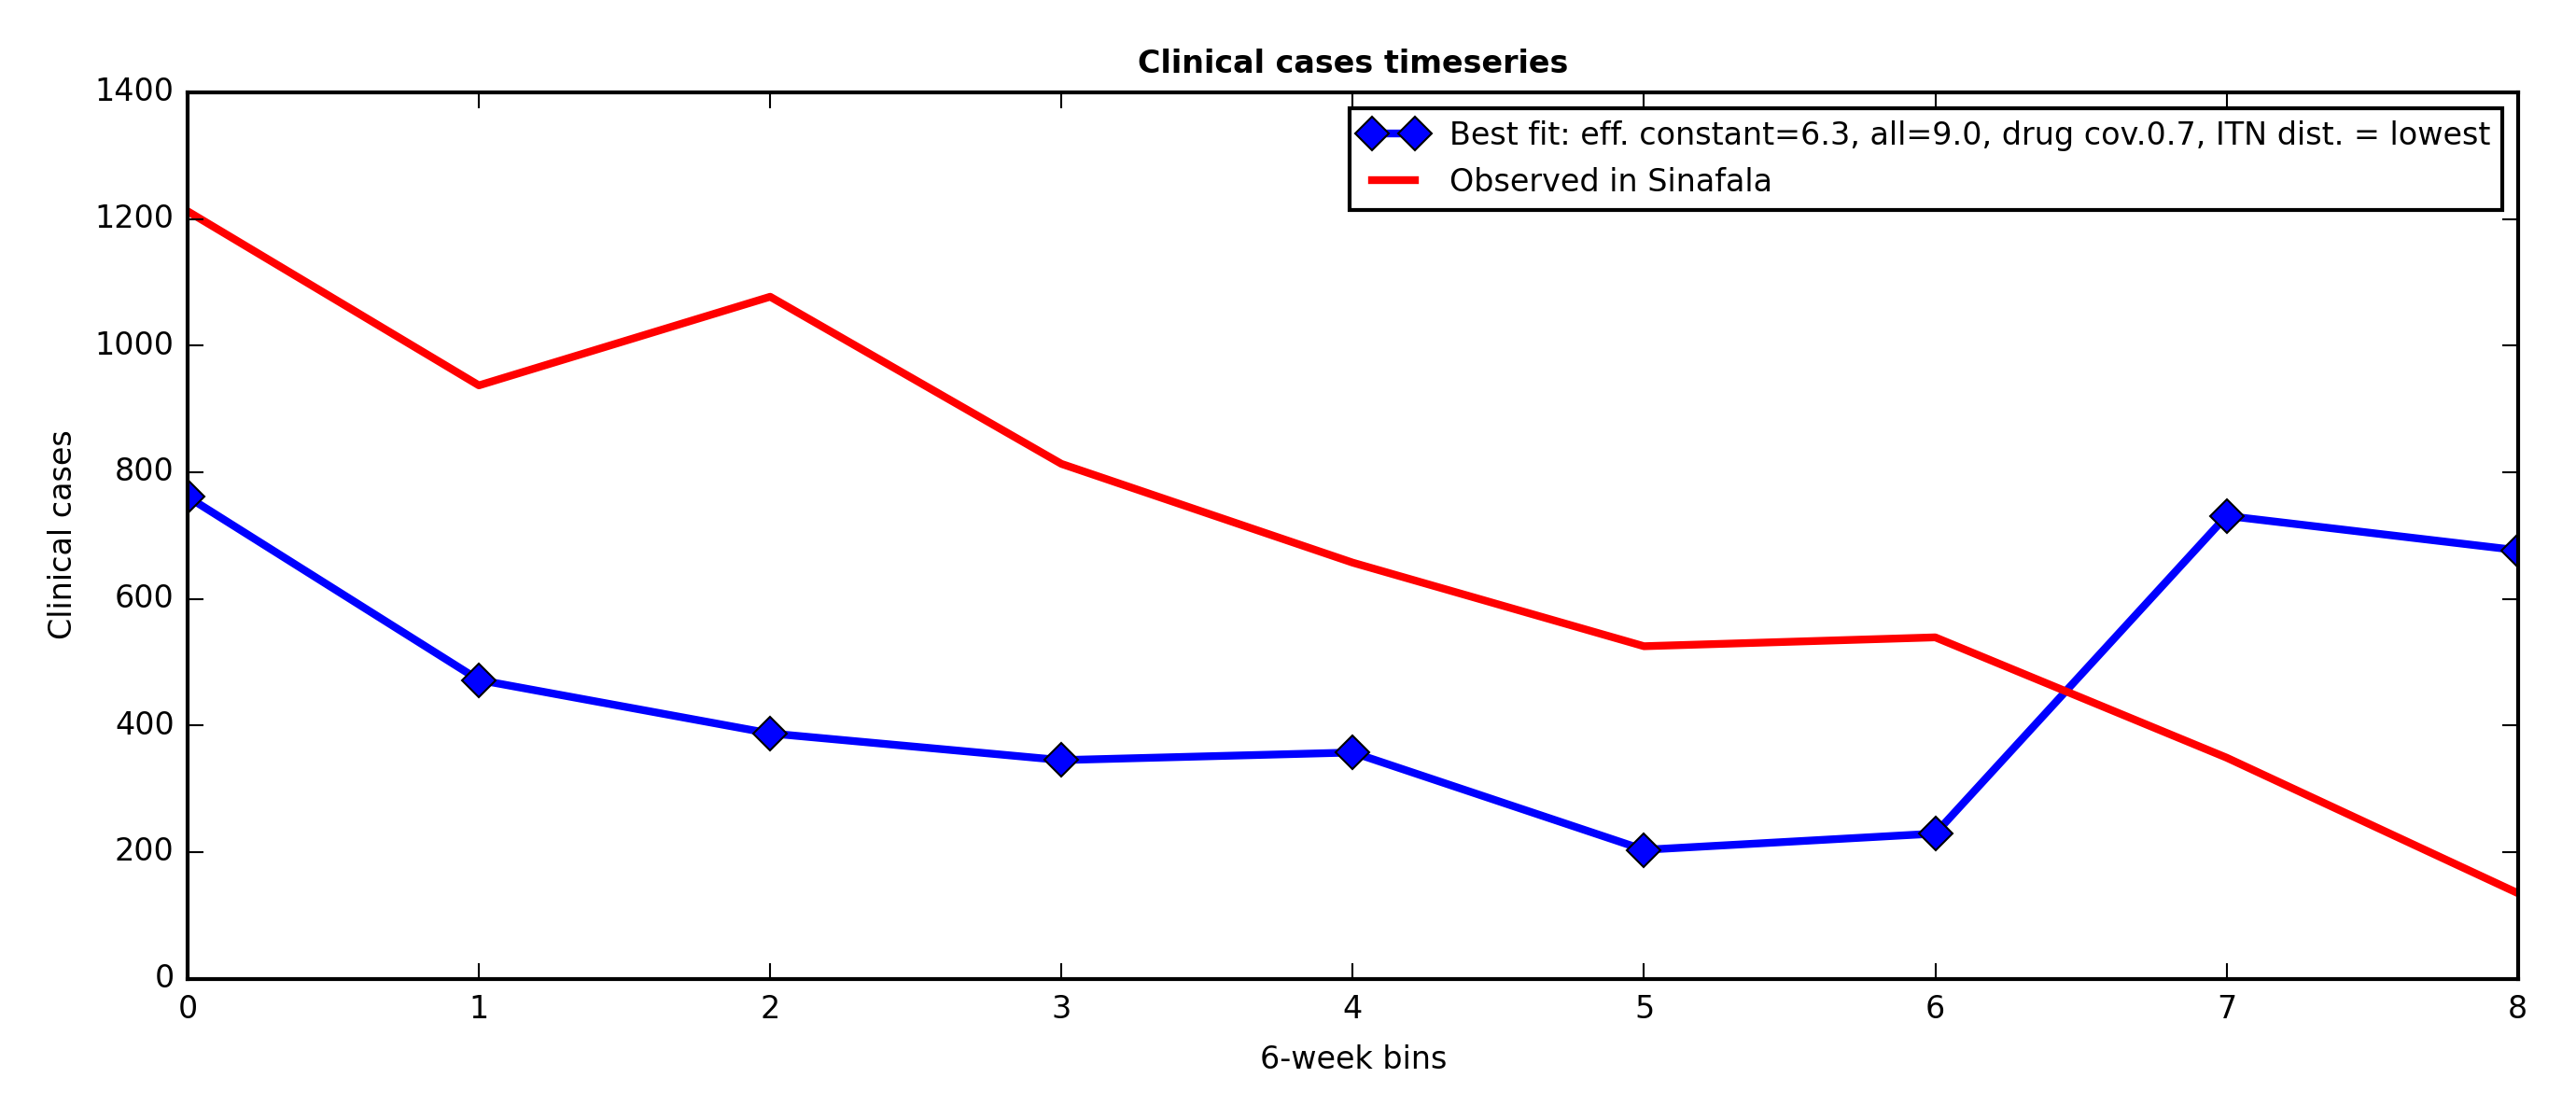 Clinical cases timeseries
1400
1200
1000
800
600
400
200
0
Clinical cases
Best fit: eff. constant=6.3, all=9.0, drug cov.0.7, ITN dist. = lowest
Observed in Sinafala
0 1 2 3 4 5 6 7 8
6-week bins